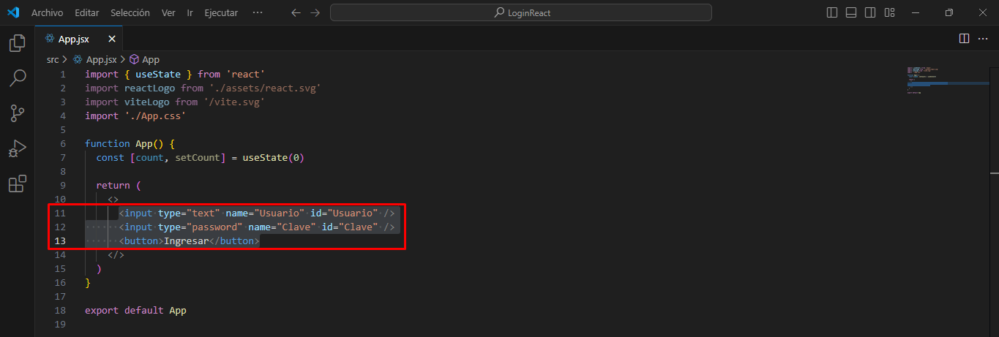 Archivo Editar Selección Ver Ir Ejecutar ··· LoginReact
App.jsx
src > App.jsx > App
1 import { useState } from 'react'
2 import reactLogo from './assets/react.svg'
3 import viteLogo from '/vite.svg'
4 import './App.css'
5
6 function App() {
7 const [count, setCount] = useState(0)
8
9 return (
10 <>
11 <input type="text" name="Usuario" id="Usuario" />
12 <input type="password" name="Clave" id="Clave" />
13 <button>Ingresar</button>
14 </>
15 )
16 }
17
18 export default App
19